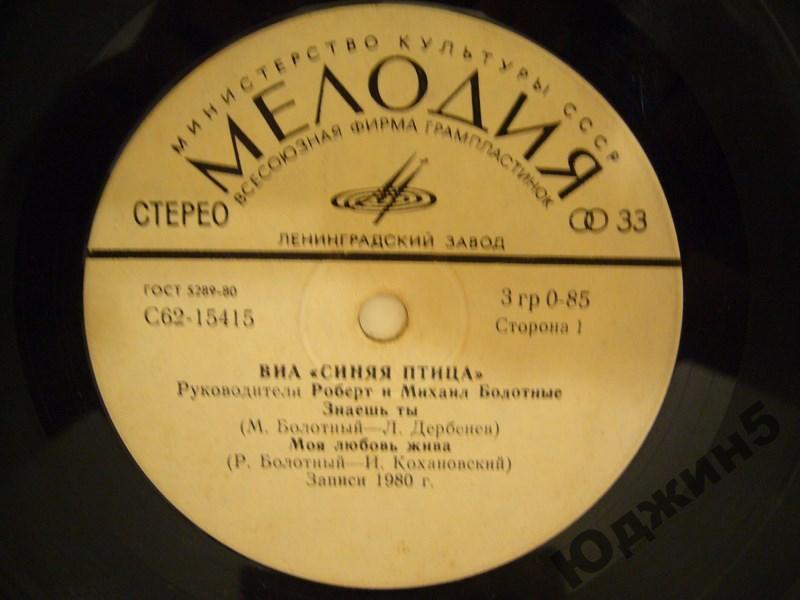 МИНИСТЕРСТВО КУЛЬТУРЫ СССР
МЕЛОДИЯ
ВСЕСОЮЗНАЯ ФИРМА ГРАМПЛАСТИНОК
СТЕРЕО
33
ЛЕНИНГРАДСКИЙ ЗАВОД
ГОСТ 5289-80
3 гр 0-85
С62-15415
Сторона 1
ВИА «СИНЯЯ ПТИЦА»
Руководители Роберт и Михаил Болотные
Знаешь ты
(М. Болотный—Л. Дербенев)
Моя любовь жива
(Р. Болотный—И. Кохановский)
Записи 1980 г.
Юджин5